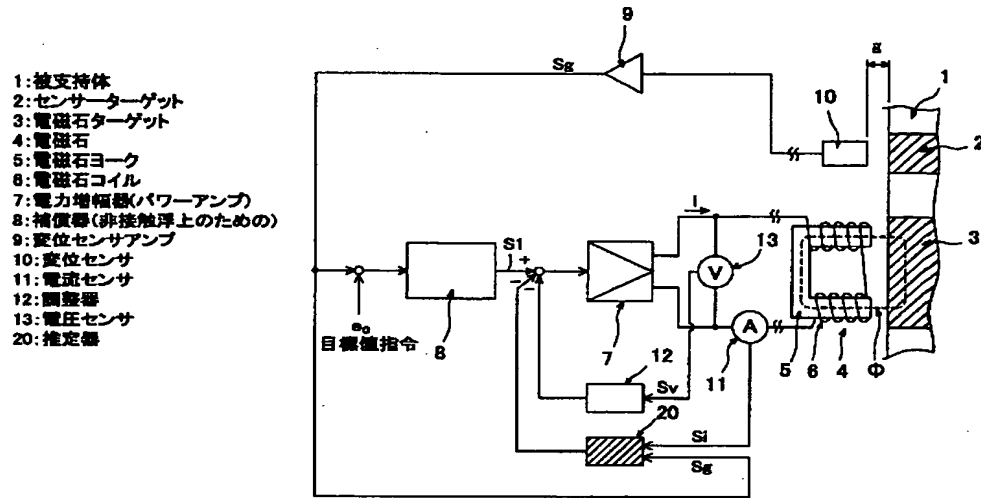 1:被支持体
2:センサーターゲット
3:電磁石ターゲット
4:電磁石
5:電磁石ヨーク
6:電磁石コイル
7:電力増幅器(パワーアンプ)
8:補償器(非接触浮上のための)
9:変位センサアンプ
10:変位センサ
11:電流センサ
12:調整器
13:電圧センサ
20:推定器
9
Sg
g
1
10
2
I
S1
+
−
−
13
V
3
8
7
A
11
5
6
4
Φ
e₀
目標値指令
12
Sv
20
Si
Sg